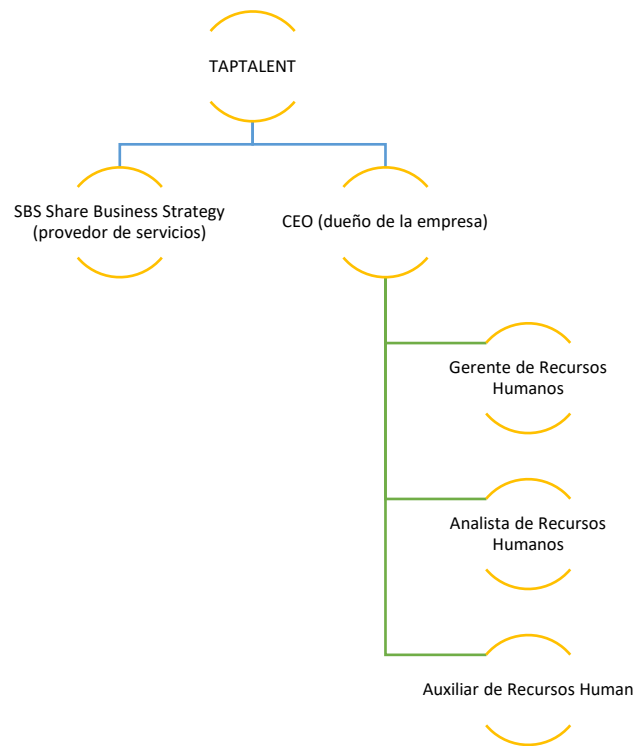 TAPTALENT
SBS Share Business Strategy
(provedor de servicios)
CEO (dueño de la empresa)
Gerente de Recursos
Humanos
Analista de Recursos
Humanos
Auxiliar de Recursos Human